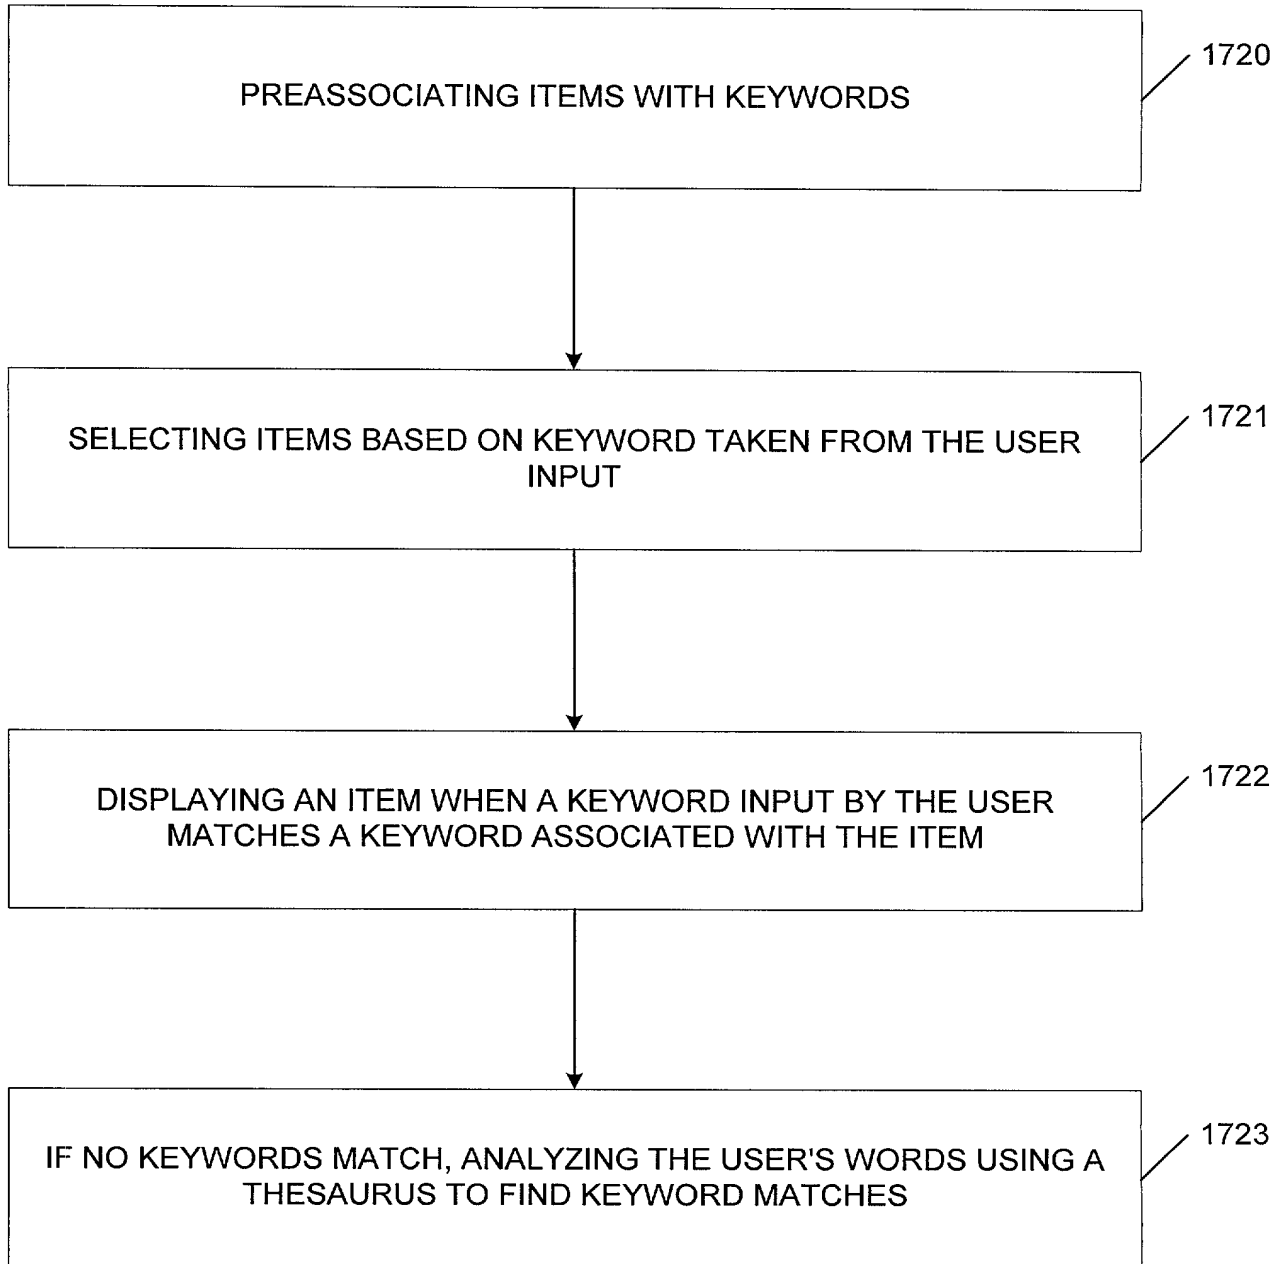 PREASSOCIATING ITEMS WITH KEYWORDS
1720
SELECTING ITEMS BASED ON KEYWORD TAKEN FROM THE USER
INPUT
1721
DISPLAYING AN ITEM WHEN A KEYWORD INPUT BY THE USER
MATCHES A KEYWORD ASSOCIATED WITH THE ITEM
1722
IF NO KEYWORDS MATCH, ANALYZING THE USER'S WORDS USING A
THESAURUS TO FIND KEYWORD MATCHES
1723